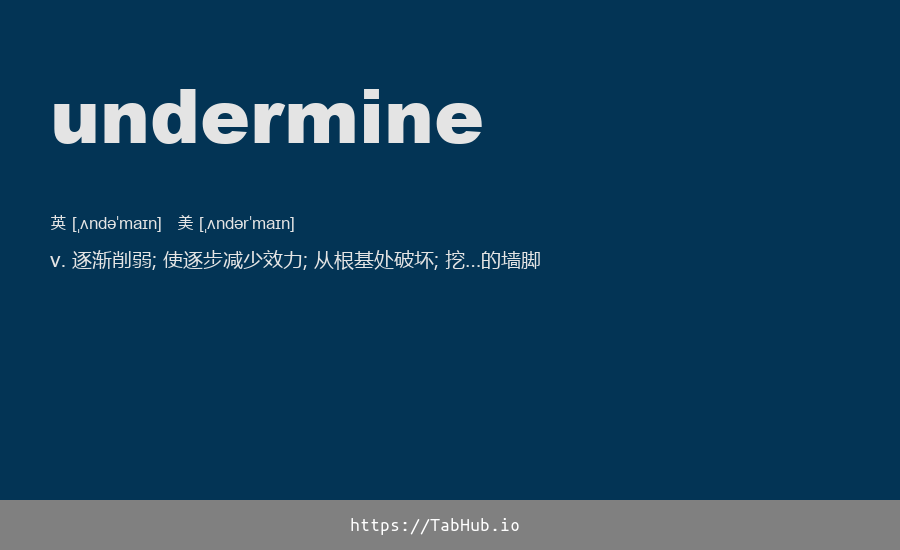 undermine
英 [ˌʌndəˈmaɪn]   美 [ˌʌndərˈmaɪn]
v. 逐渐削弱; 使逐步减少效力; 从根基处破坏; 挖...的墙脚
https://TabHub.io